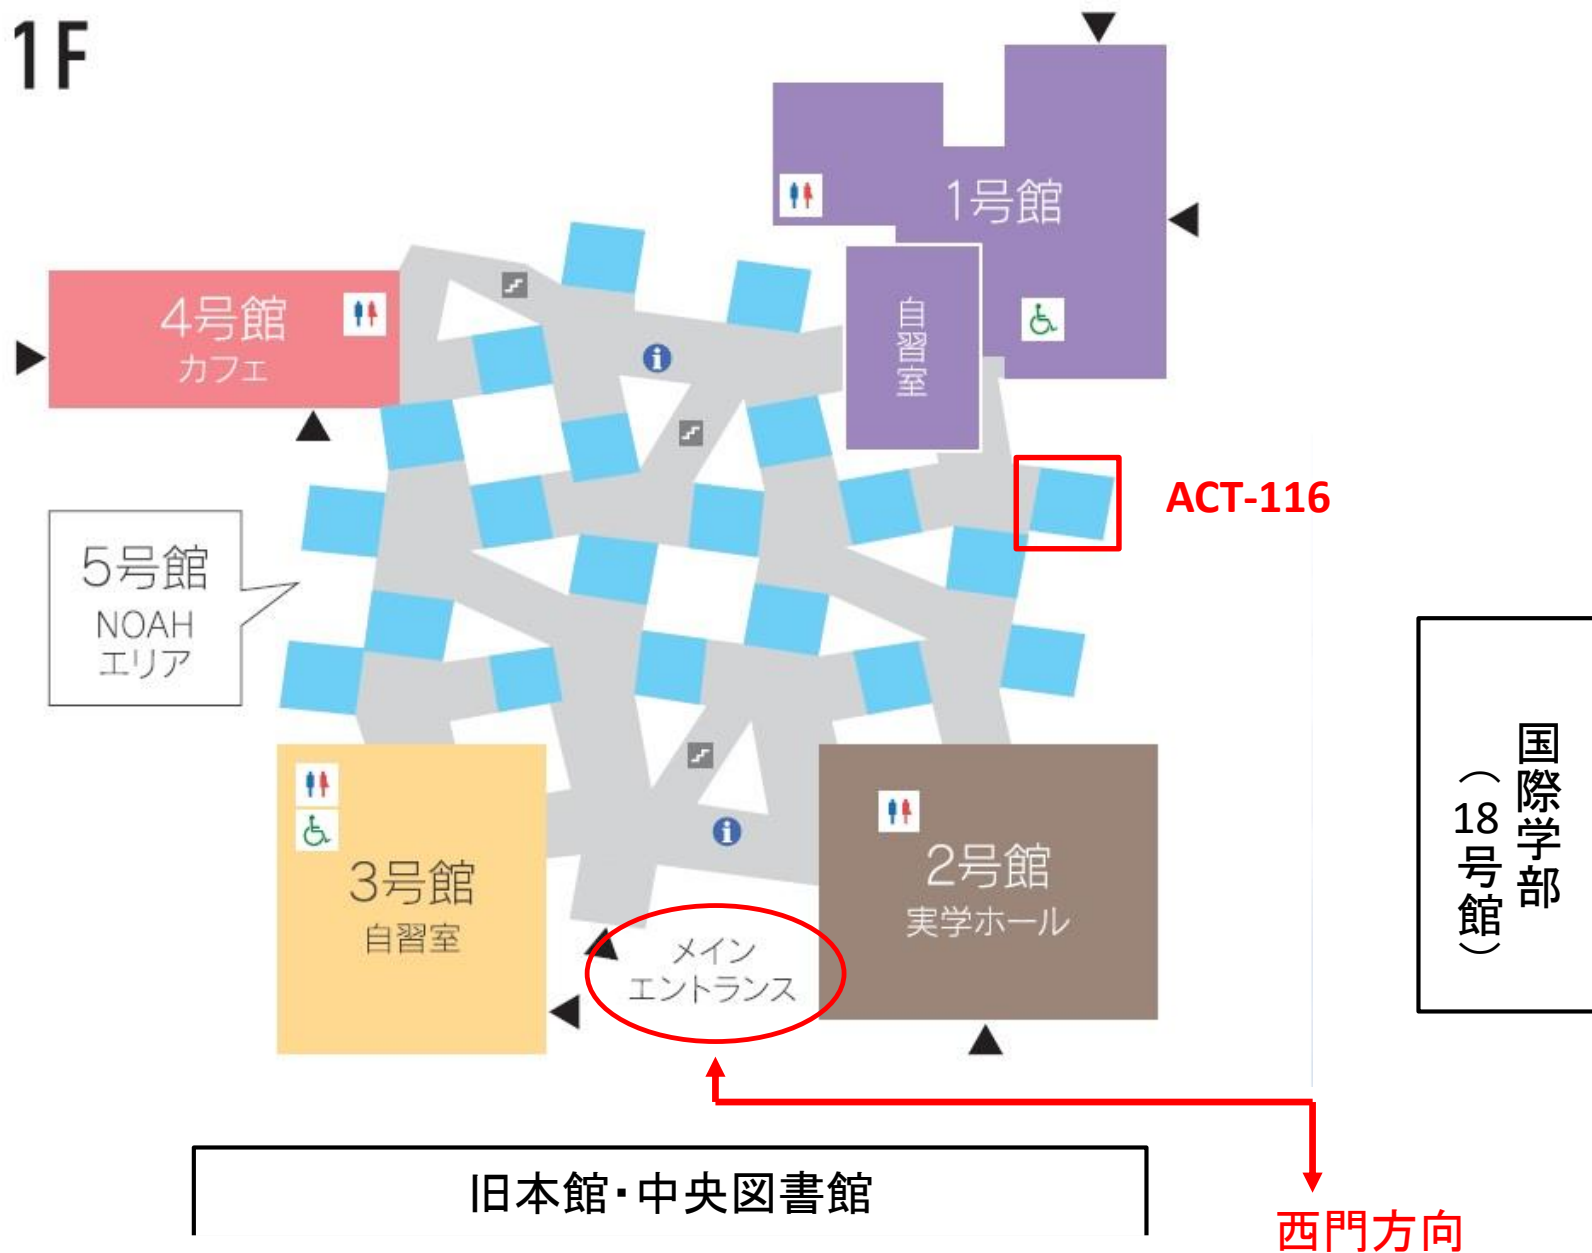 1F
1号館
自習室
4号館
カフェ
ACT-116
5号館
NOAH
エリア
国際学部
（18号館）
3号館
自習室
2号館
実学ホール
メイン
エントランス
旧本館・中央図書館
西門方向